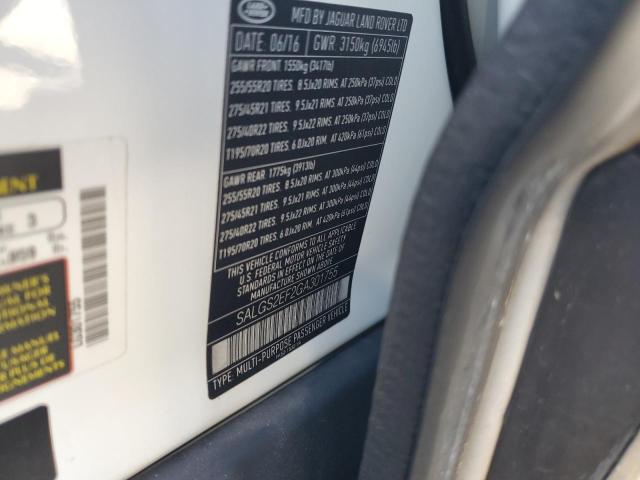 LAND ROVER
MFD BY JAGUAR LAND ROVER LTD
DATE: 06/16 GWR 3150kg (6945lb)
GAWR FRONT 1550kg (3417lb)
255/55R20 TIRES. 8.5Jx20 RIMS. AT 250kPa (37psi) COLD
275/45R21 TIRES. 9.5Jx21 RIMS. AT 250kPa (37psi) COLD
275/40R22 TIRES. 9.5Jx22 RIMS. AT 250kPa (37psi) COLD
T195/70R20 TIRES. 6.0Jx20 RIM. AT 420kPa (61psi) COLD
GAWR REAR 1775kg (3913lb)
255/55R20 TIRES. 8.5Jx20 RIMS. AT 300kPa (44psi) COLD
275/45R21 TIRES. 9.5Jx21 RIMS. AT 300kPa (44psi) COLD
275/40R22 TIRES. 9.5Jx22 RIMS. AT 300kPa (44psi) COLD
T195/70R20 TIRES. 6.0Jx20 RIM. AT 420kPa (61psi) COLD
THIS VEHICLE CONFORMS TO ALL APPLICABLE
U.S. FEDERAL MOTOR VEHICLE SAFETY
STANDARDS IN EFFECT ON THE DATE OF
MANUFACTURE SHOWN ABOVE.
SALGS2EF2GA301755
TYPE: MULTI-PURPOSE PASSENGER VEHICLE
3